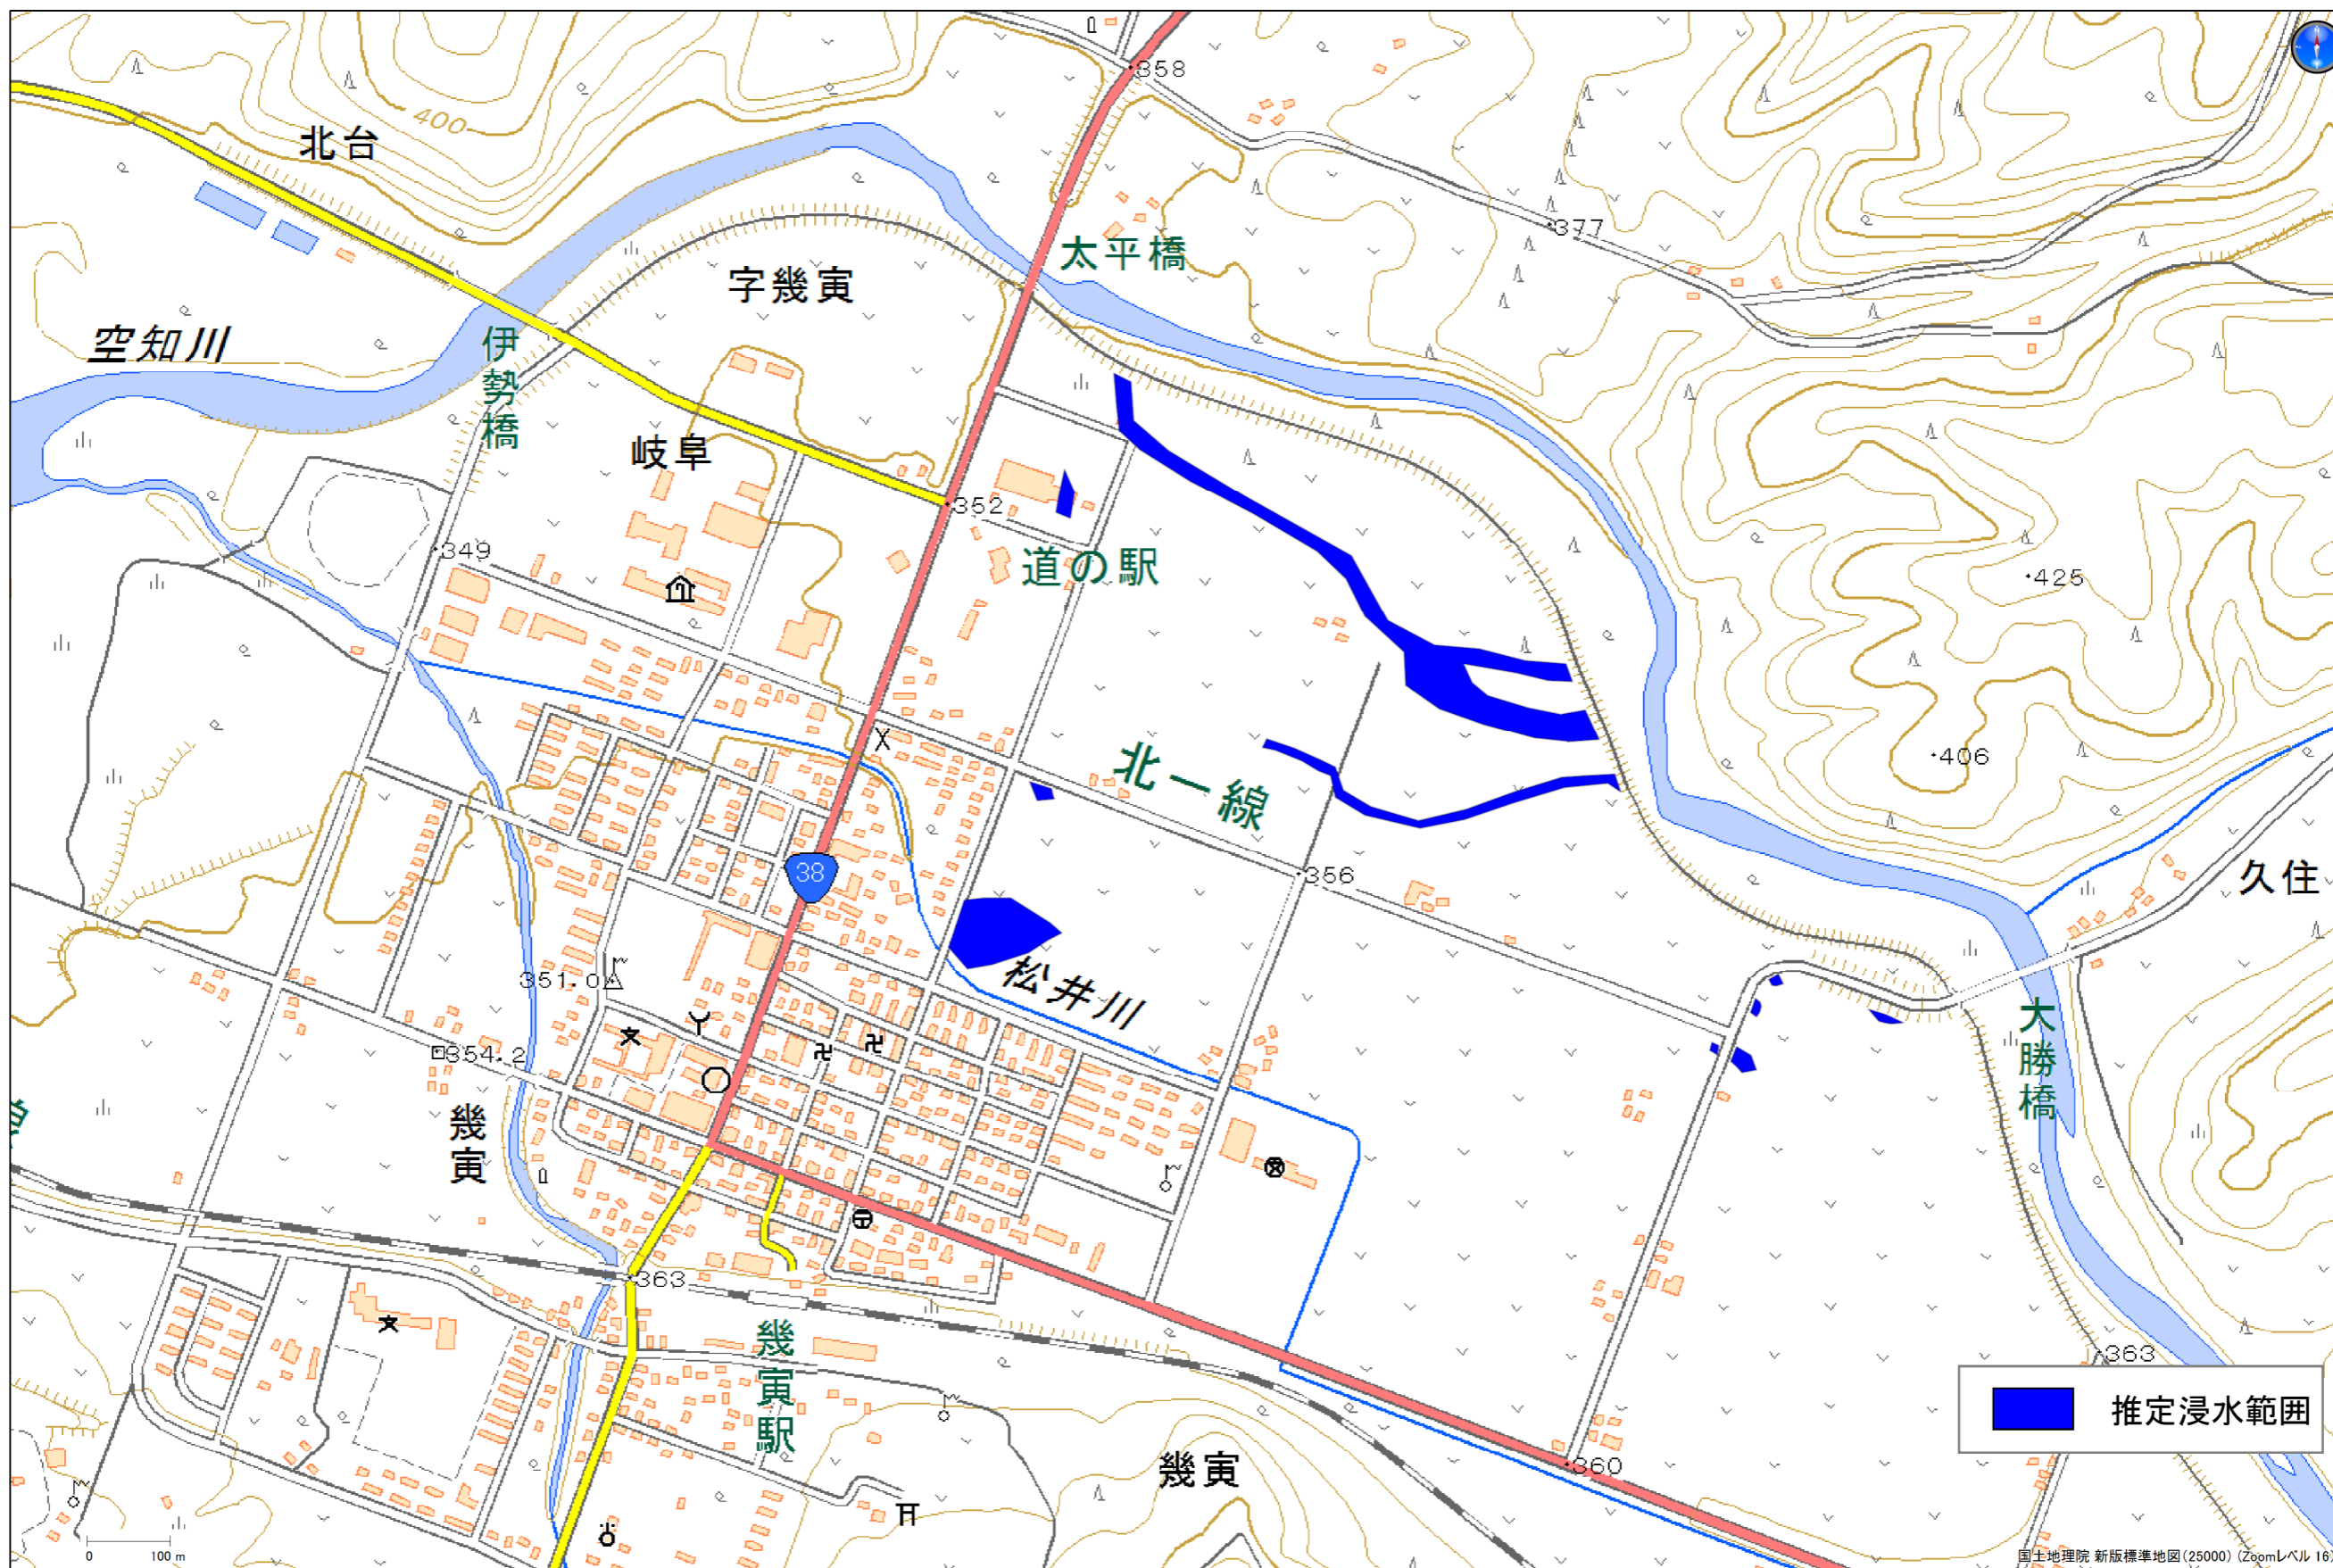 358
400
北台
377
太平橋
字幾寅
空知川
伊勢橋
岐阜
352
349
道の駅
425
北一線
406
38
356
久住
松井川
351.0
大勝橋
354.2
幾寅
363
幾寅駅
363
推定浸水範囲
幾寅
360
0 100 m
国土地理院 新版標準地図(25000) (Zoomレベル 16)